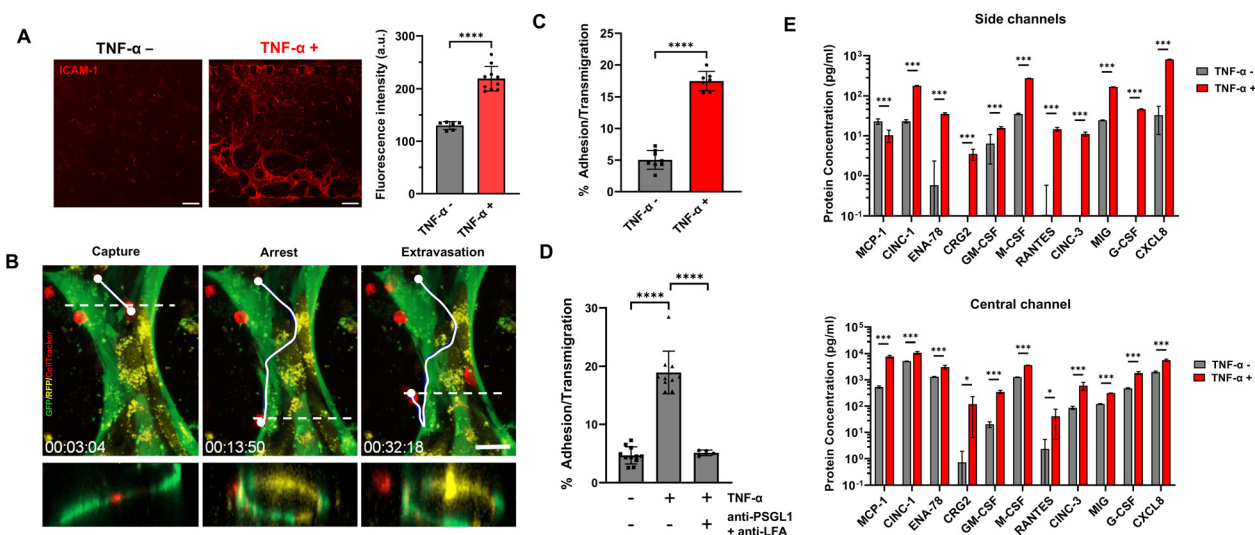 A
TNF-α –
TNF-α +
ICAM-1
Fluorescence intensity (a.u.)
300
200
100
0
****
TNF-α -
TNF-α +
B
Capture
Arrest
Extravasation
GFP/RFP/CellTracker
00:03:04
00:13:50
00:32:18
C
% Adhesion/Transmigration
25
20
15
10
5
0
****
TNF-α -
TNF-α +
D
% Adhesion/Transmigration
30
20
10
0
****
****
- + + TNF-α
- - + anti-PSGL1
+ anti-LFA
E
Side channels
Protein Concentration (pg/ml)
10³
10²
10¹
10⁰
10⁻¹
*** *** *** *** *** *** *** *** *** *** ***
TNF-α -
TNF-α +
MCP-1
CINC-1
ENA-78
CRG2
GM-CSF
M-CSF
RANTES
CINC-3
MIG
G-CSF
CXCL8
Central channel
Protein Concentration (pg/ml)
10⁵
10⁴
10³
10²
10¹
10⁰
10⁻¹
*** *** *** * *** *** * *** *** *** ***
TNF-α -
TNF-α +
MCP-1
CINC-1
ENA-78
CRG2
GM-CSF
M-CSF
RANTES
CINC-3
MIG
G-CSF
CXCL8